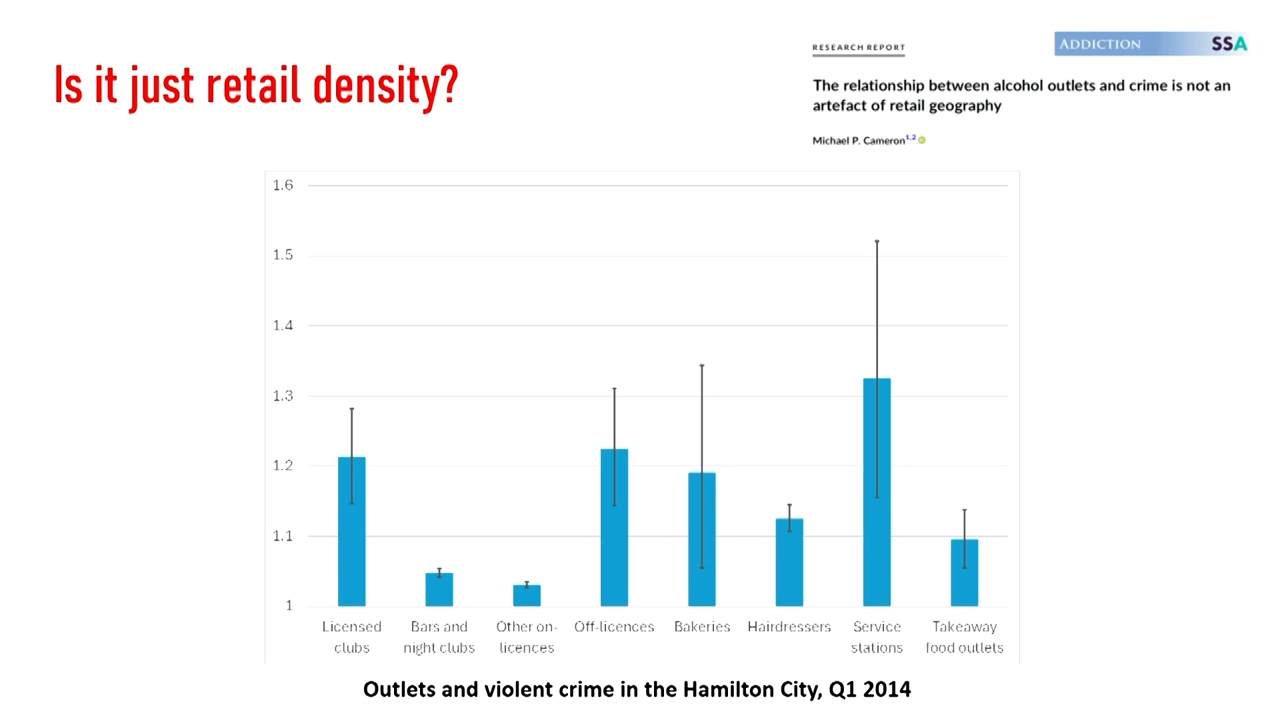 Is it just retail density?
RESEARCH REPORT
ADDICTION
SSA
The relationship between alcohol outlets and crime is not an
artefact of retail geography
Michael P. Cameron1,2
1.6
1.5
1.4
1.3
1.2
1.1
1
Licensed
clubs
Bars and
night clubs
Other on-
licences
Off-licences
Bakeries
Hairdressers
Service
stations
Takeaway
food outlets
Outlets and violent crime in the Hamilton City, Q1 2014